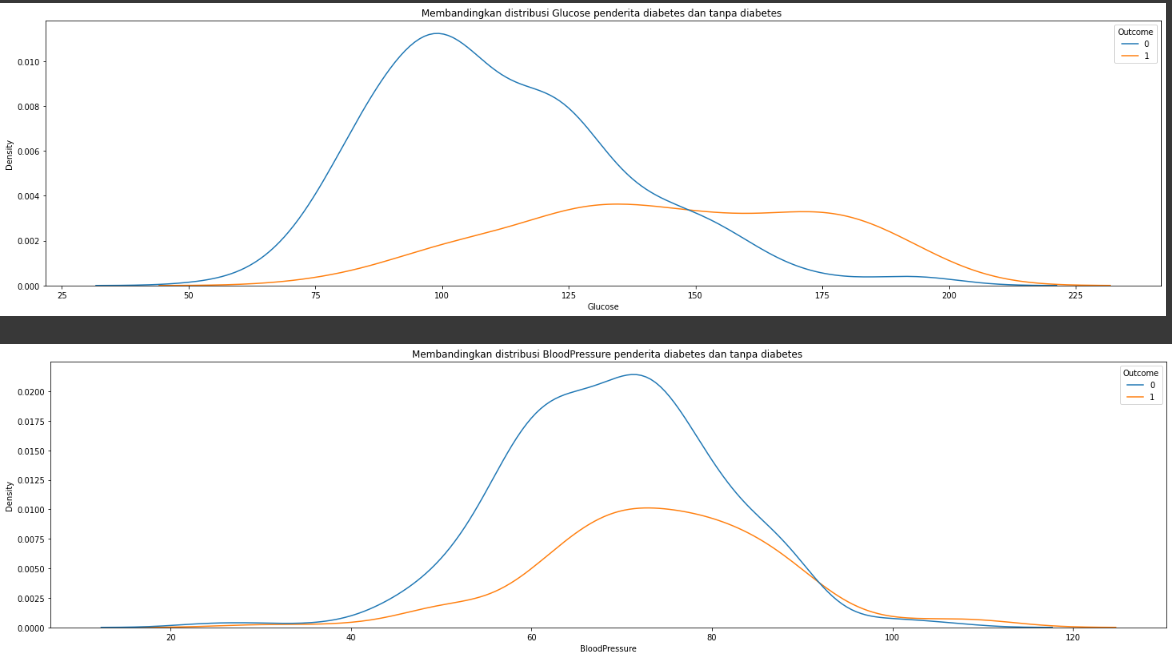 Membandingkan distribusi Glucose penderita diabetes dan tanpa diabetes
Outcome
0
1
0.010
0.008
0.006
0.004
0.002
0.000
Density
25 50 75 100 125 150 175 200 225
Glucose
Membandingkan distribusi BloodPressure penderita diabetes dan tanpa diabetes
Outcome
0
1
0.0200
0.0175
0.0150
0.0125
0.0100
0.0075
0.0050
0.0025
0.0000
Density
20 40 60 80 100 120
BloodPressure